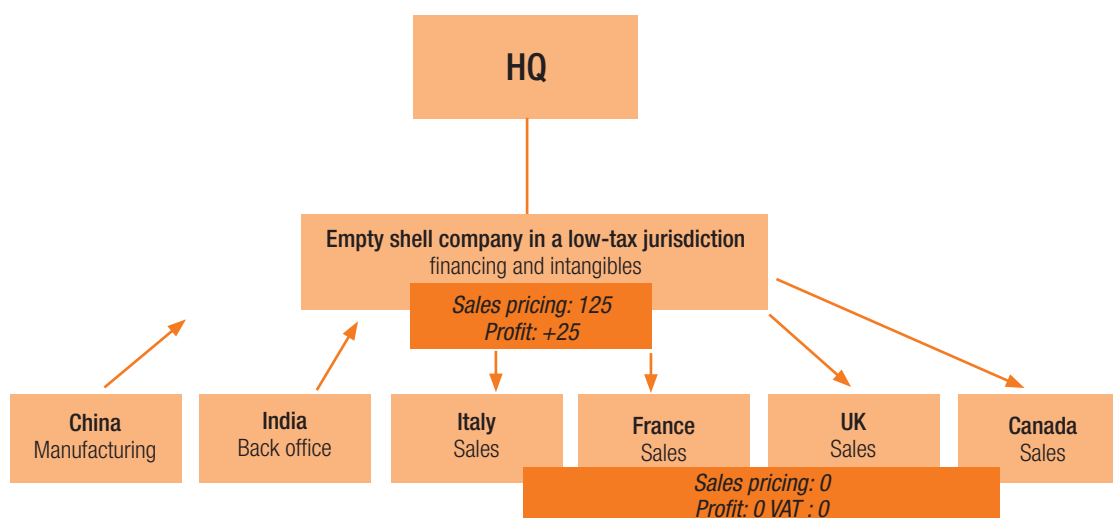 HQ
Empty shell company in a low-tax jurisdiction
financing and intangibles
Sales pricing: 125
Profit: +25
China
Manufacturing
India
Back office
Italy
Sales
France
Sales
UK
Sales
Canada
Sales
Sales pricing: 0
Profit: 0 VAT : 0